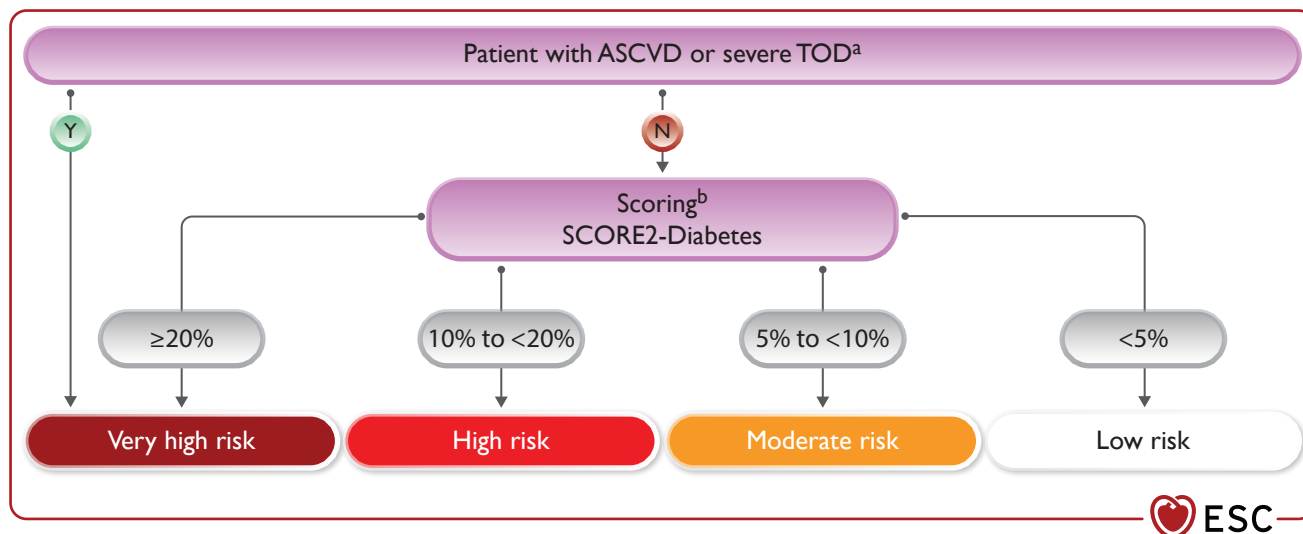 Patient with ASCVD or severe TODᵃ
Y
N
Scoringᵇ
SCORE2-Diabetes
≥20%
10% to <20%
5% to <10%
<5%
Very high risk
High risk
Moderate risk
Low risk
ESC